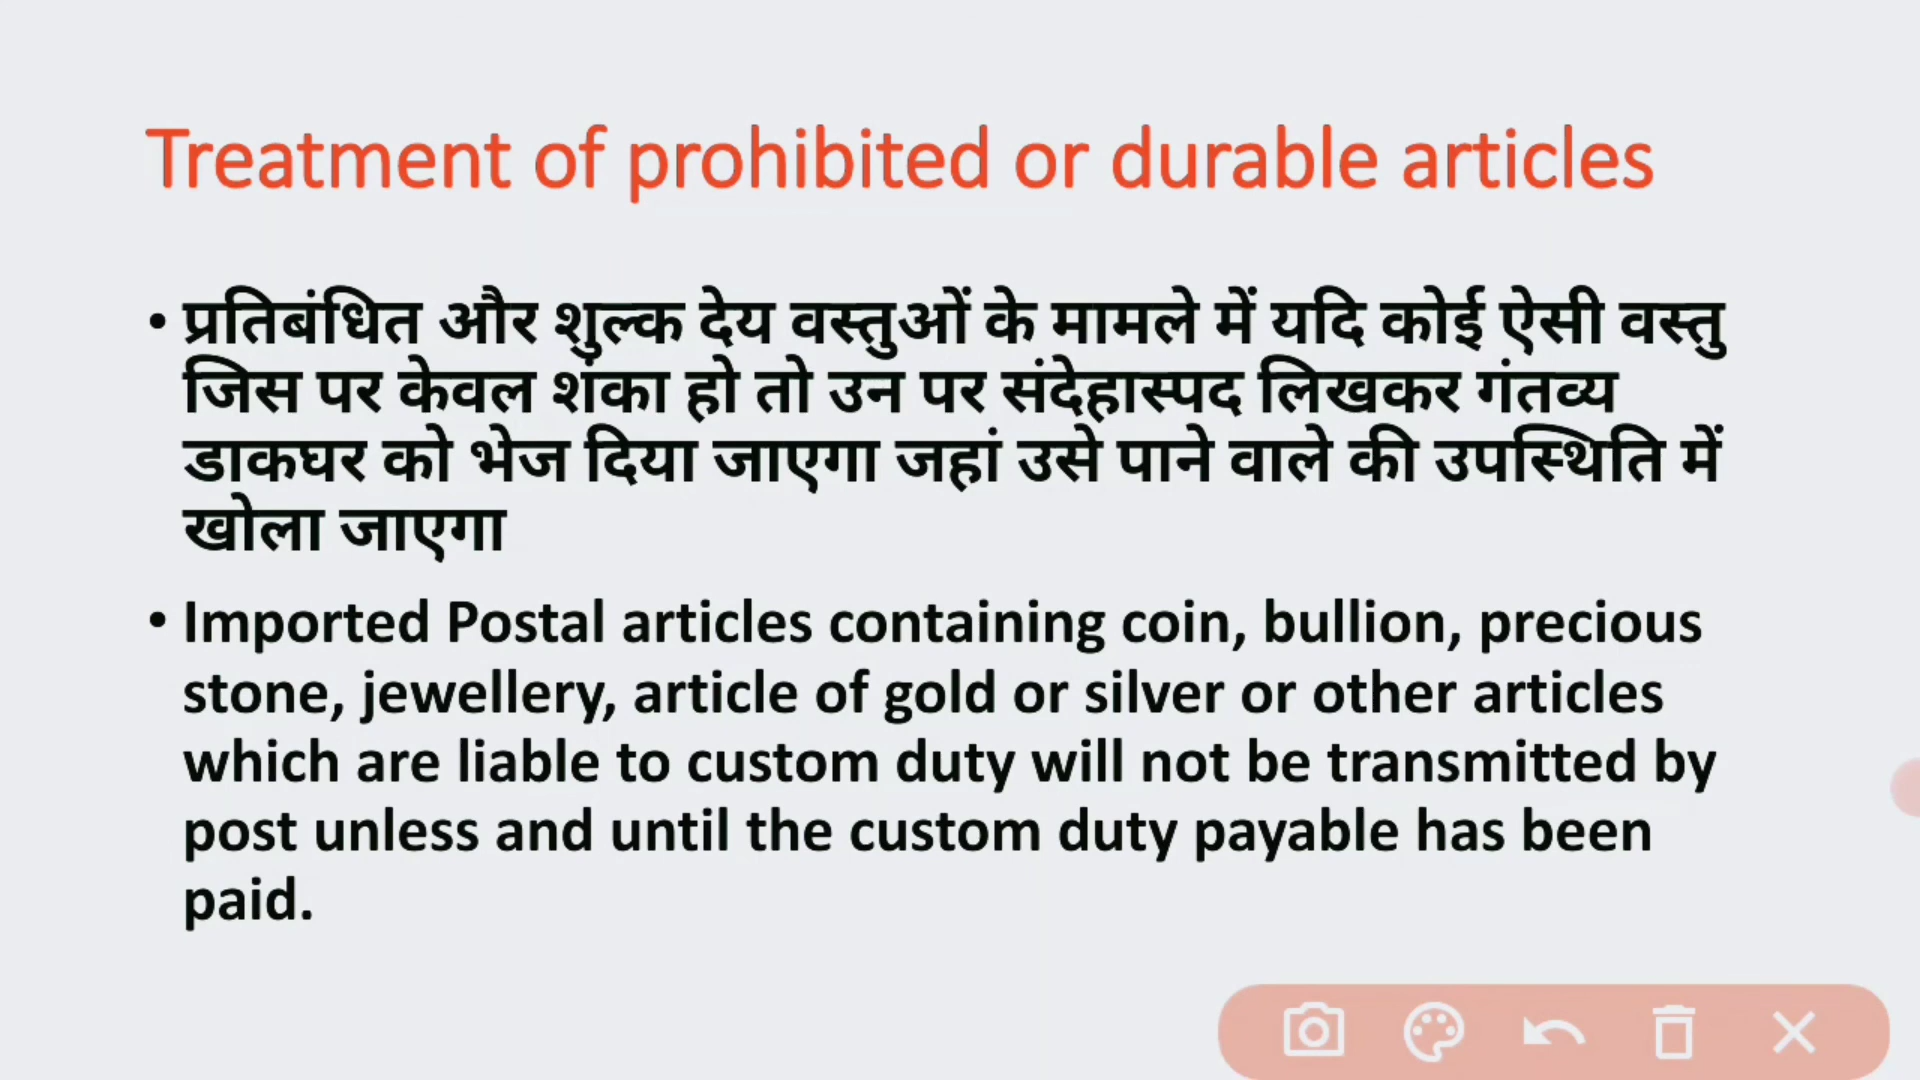 Treatment of prohibited or durable articles
• प्रतिबंधित और शुल्क देय वस्तुओं के मामले में यदि कोई ऐसी वस्तु
जिस पर केवल शंका हो तो उन पर संदेहास्पद लिखकर गंतव्य
डाकघर को भेज दिया जाएगा जहां उसे पाने वाले की उपस्थिति में
खोला जाएगा
• Imported Postal articles containing coin, bullion, precious
stone, jewellery, article of gold or silver or other articles
which are liable to custom duty will not be transmitted by
post unless and until the custom duty payable has been
paid.